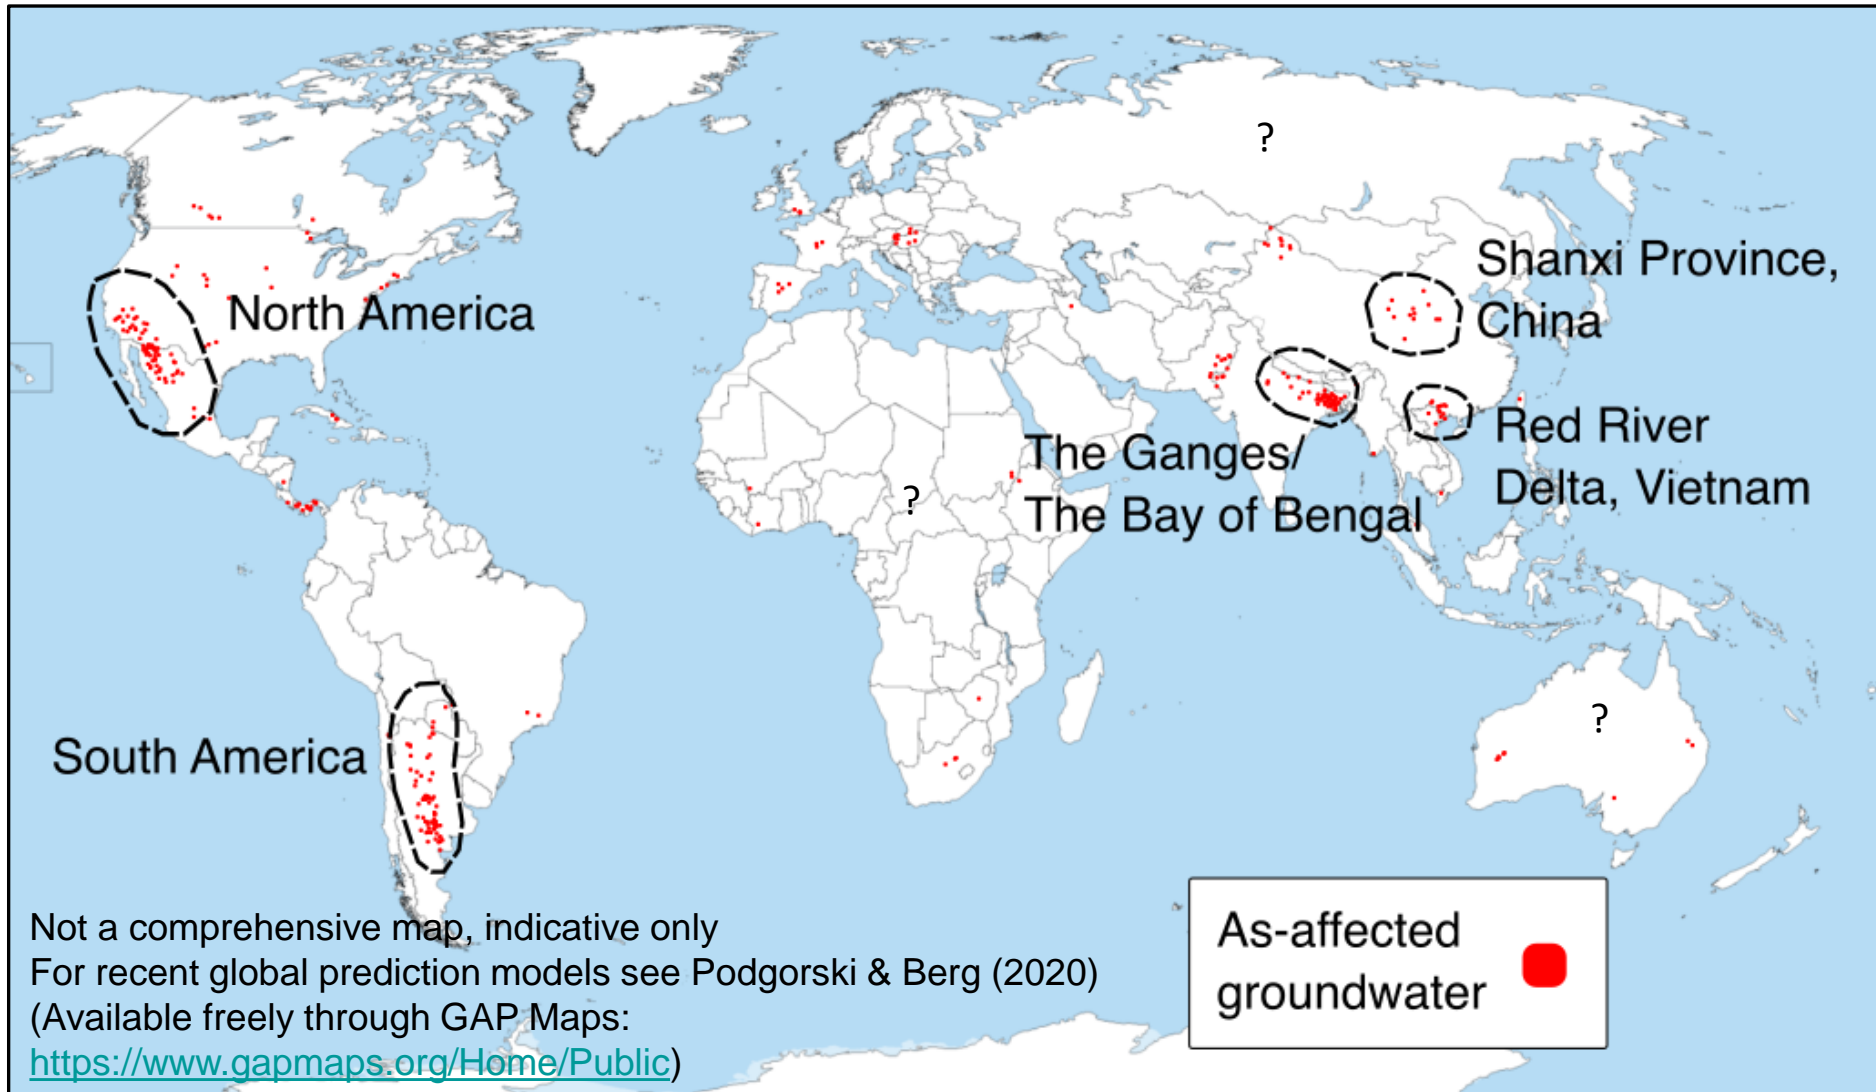 ?
Shanxi Province,
China
North America
Red River
Delta, Vietnam
The Ganges/
The Bay of Bengal
?
?
South America
Not a comprehensive map, indicative only
For recent global prediction models see Podgorski & Berg (2020)
(Available freely through GAP Maps:
https://www.gapmaps.org/Home/Public)
As-affected
groundwater